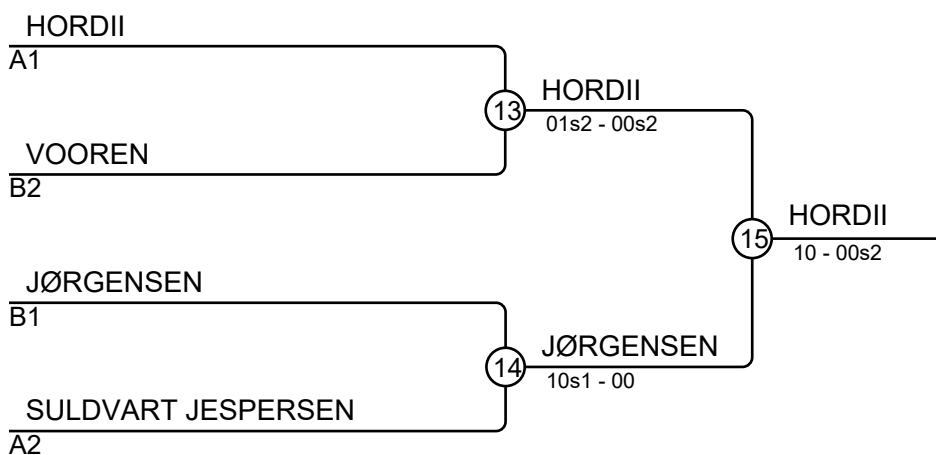 HORDII
A1
13
HORDII
01s2 - 00s2
VOOREN
B2
15
HORDII
10 - 00s2
JØRGENSEN
B1
14
JØRGENSEN
10s1 - 00
SULDVART JESPERSEN
A2